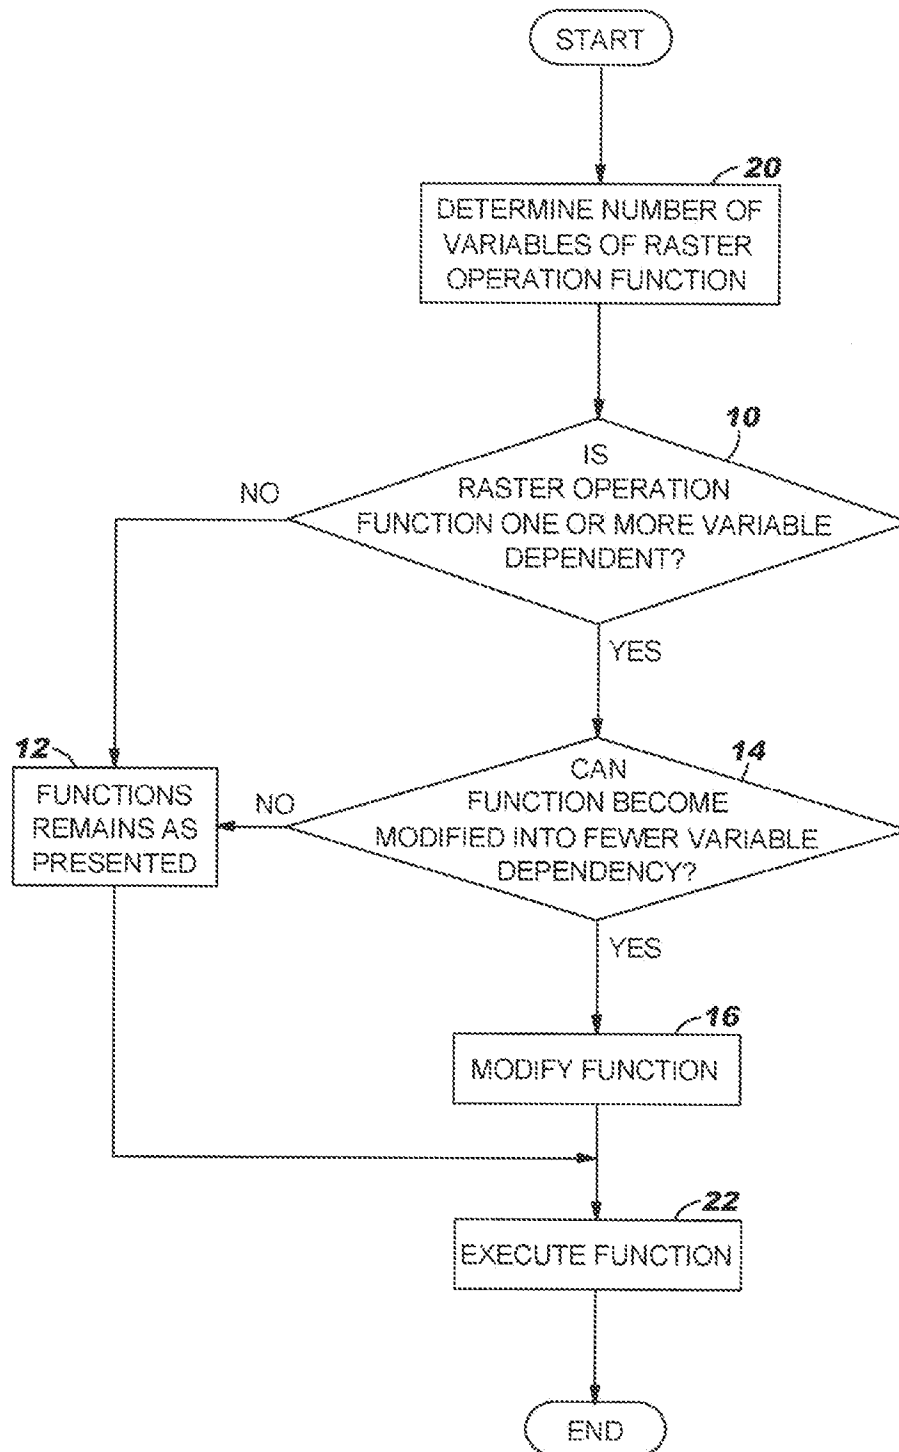 START
20
DETERMINE NUMBER OF
VARIABLES OF RASTER
OPERATION FUNCTION
10
IS
RASTER OPERATION
FUNCTION ONE OR MORE VARIABLE
DEPENDENT?
NO
YES
12
FUNCTIONS
REMAINS AS
PRESENTED
14
CAN
FUNCTION BECOME
MODIFIED INTO FEWER VARIABLE
DEPENDENCY?
NO
YES
16
MODIFY FUNCTION
22
EXECUTE FUNCTION
END